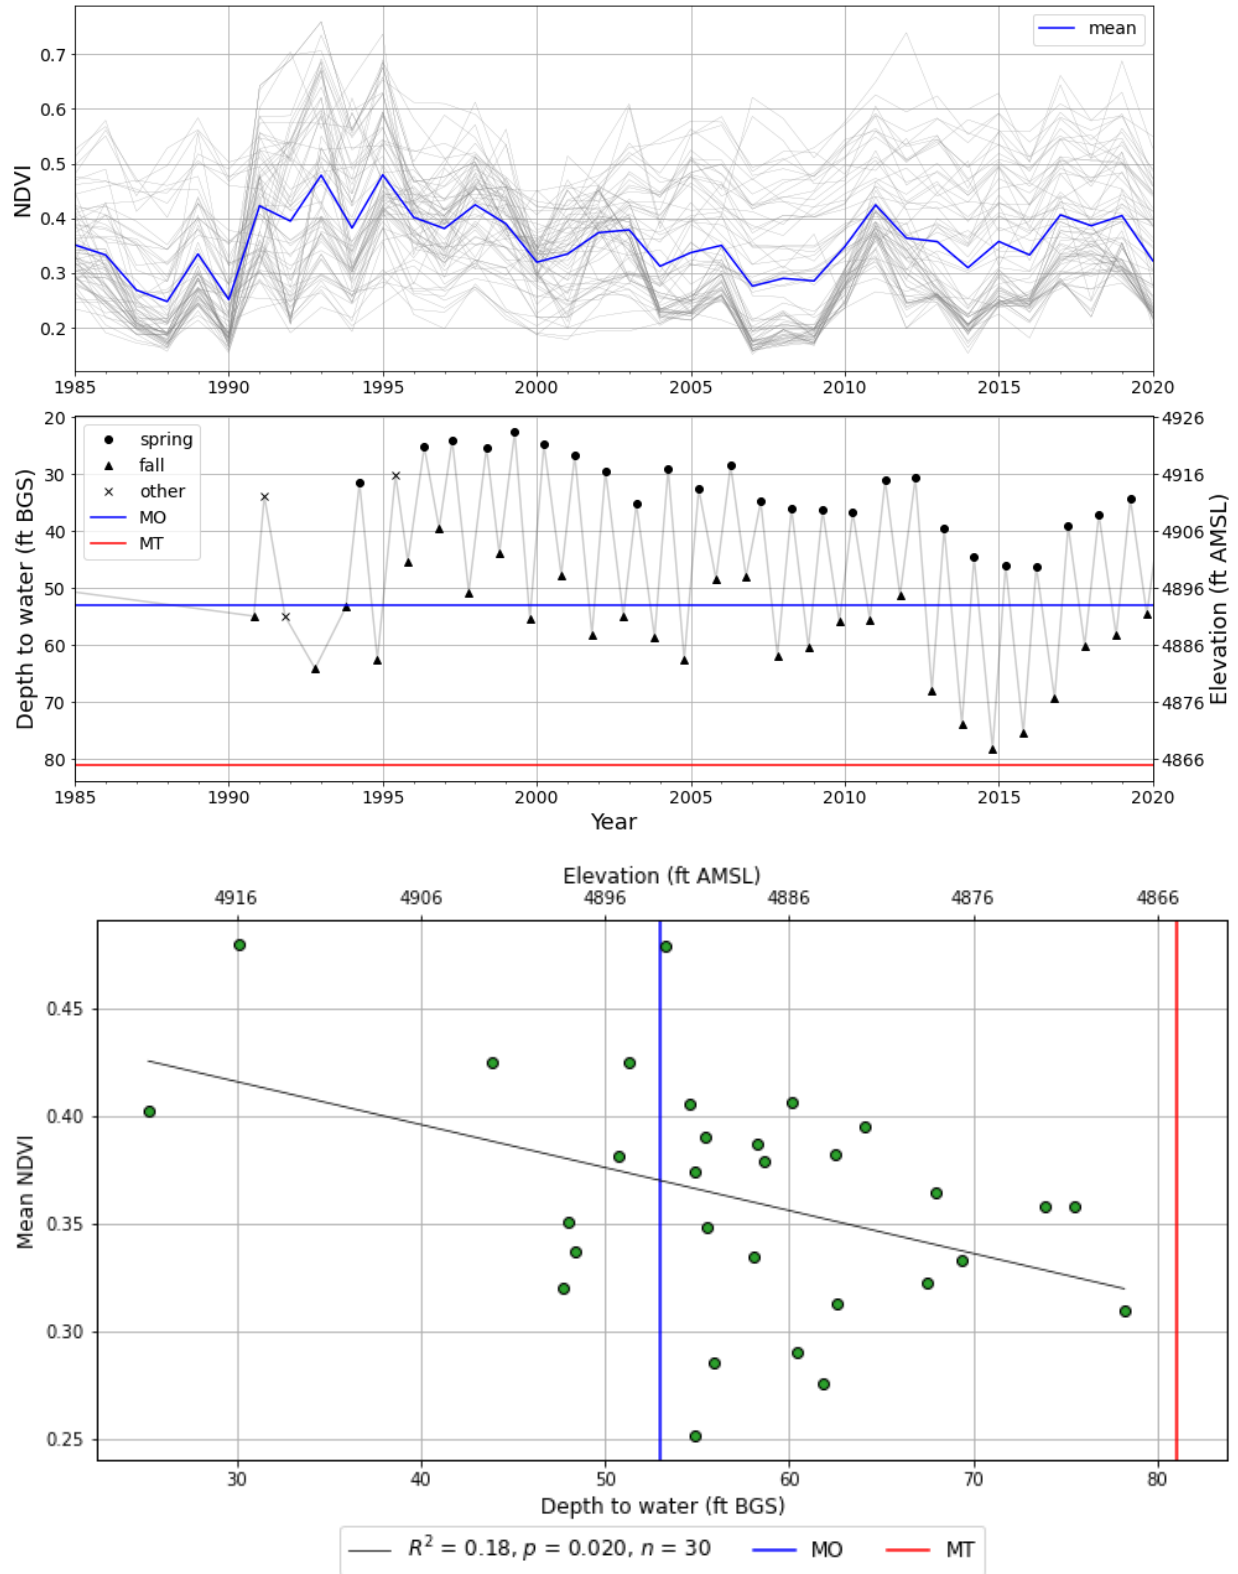 mean
0.7
0.6
0.5
0.4
0.3
0.2
NDVI
1985 1990 1995 2000 2005 2010 2015 2020
spring
fall
other
MO
MT
20
30
40
50
60
70
80
Depth to water (ft BGS)
4926
4916
4906
4896
4886
4876
4866
Elevation (ft AMSL)
1985 1990 1995 2000 2005 2010 2015 2020
Year
Elevation (ft AMSL)
4916 4906 4896 4886 4876 4866
0.45
0.40
0.35
0.30
0.25
Mean NDVI
30 40 50 60 70 80
Depth to water (ft BGS)
R² = 0.18, p = 0.020, n = 30 MO MT